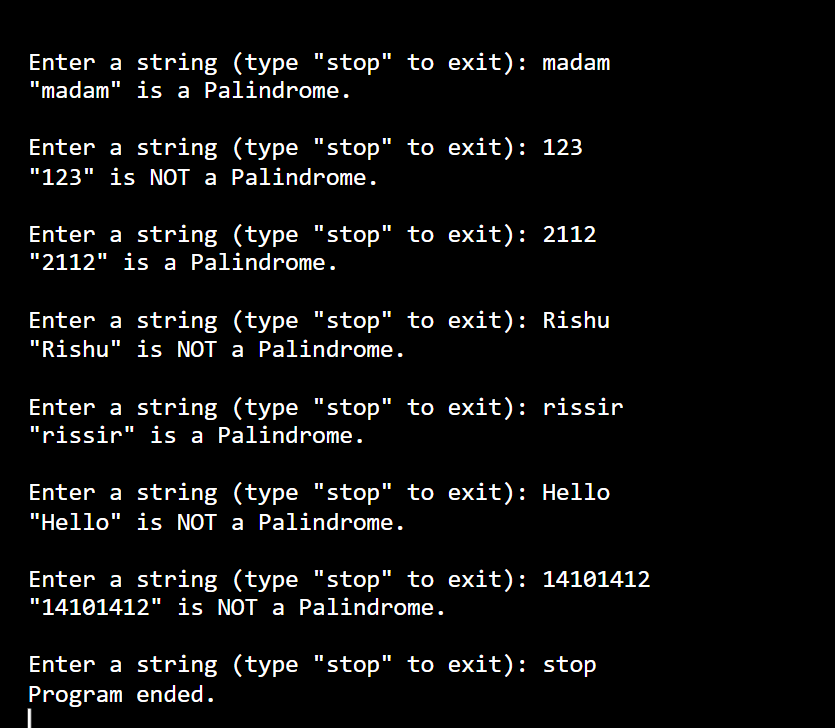 Enter a string (type "stop" to exit): madam
"madam" is a Palindrome.
Enter a string (type "stop" to exit): 123
"123" is NOT a Palindrome.
Enter a string (type "stop" to exit): 2112
"2112" is a Palindrome.
Enter a string (type "stop" to exit): Rishu
"Rishu" is NOT a Palindrome.
Enter a string (type "stop" to exit): rissir
"rissir" is a Palindrome.
Enter a string (type "stop" to exit): Hello
"Hello" is NOT a Palindrome.
Enter a string (type "stop" to exit): 14101412
"14101412" is NOT a Palindrome.
Enter a string (type "stop" to exit): stop
Program ended.